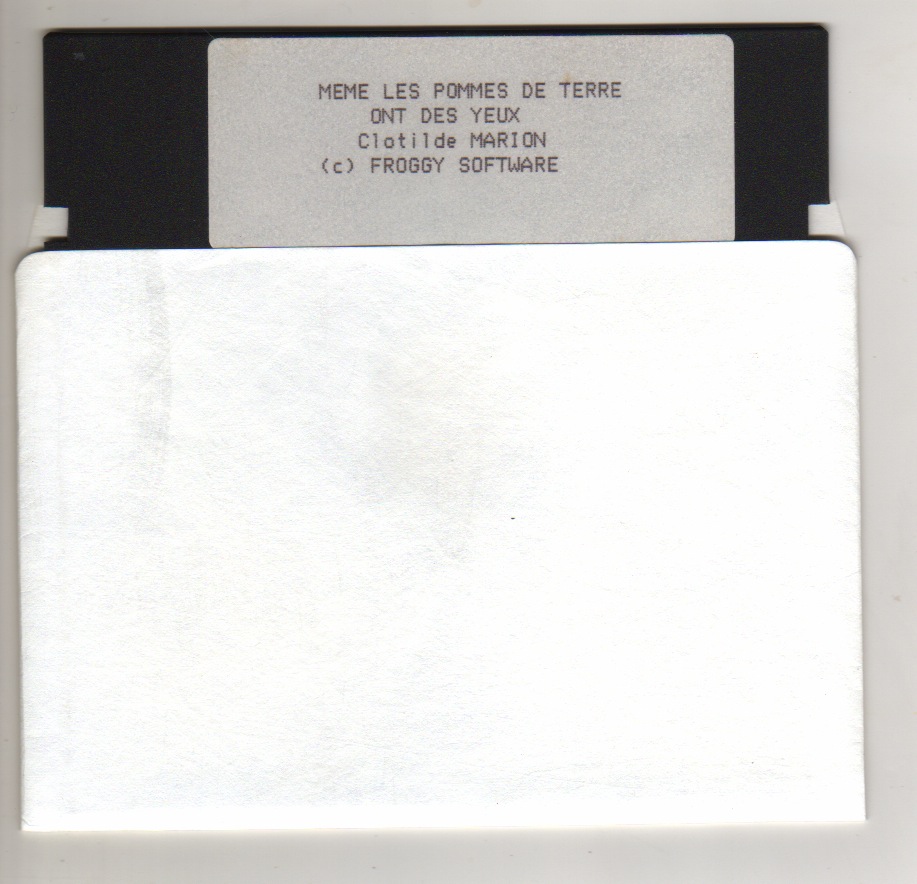 MEME LES POMMES DE TERRE
ONT DES YEUX
Clotilde MARION
(c) FROGGY SOFTWARE